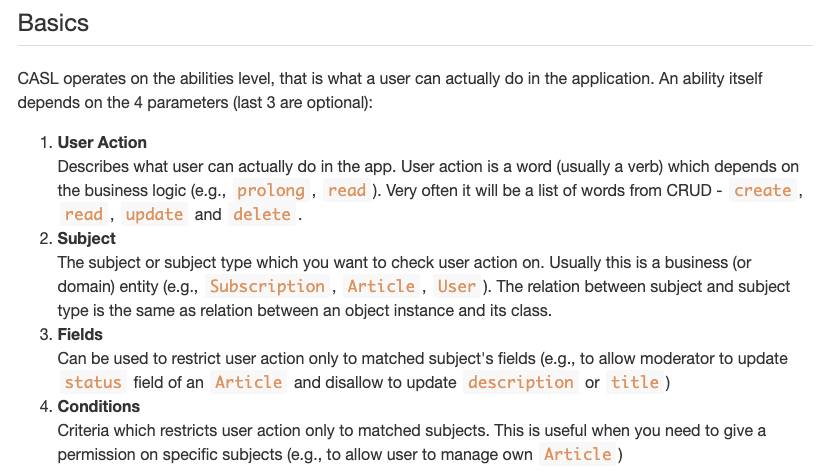 Basics
CASL operates on the abilities level, that is what a user can actually do in the application. An ability itself
depends on the 4 parameters (last 3 are optional):
1. User Action
Describes what user can actually do in the app. User action is a word (usually a verb) which depends on
the business logic (e.g., prolong , read ). Very often it will be a list of words from CRUD - create ,
read , update and delete .
2. Subject
The subject or subject type which you want to check user action on. Usually this is a business (or
domain) entity (e.g., Subscription , Article , User ). The relation between subject and subject
type is the same as relation between an object instance and its class.
3. Fields
Can be used to restrict user action only to matched subject's fields (e.g., to allow moderator to update
status field of an Article and disallow to update description or title )
4. Conditions
Criteria which restricts user action only to matched subjects. This is useful when you need to give a
permission on specific subjects (e.g., to allow user to manage own Article )